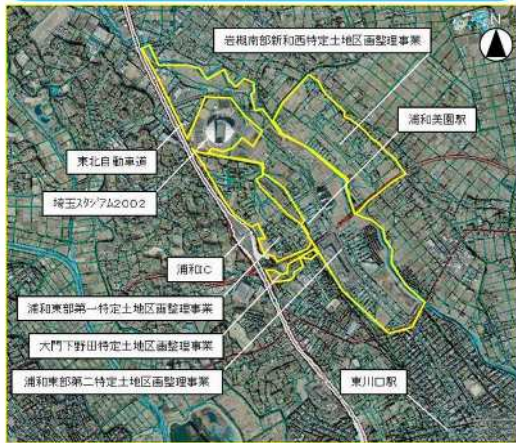 N
岩槻南部新和西特定土地区画整理事業
浦和美園駅
東北自動車道
埼玉スタジアム2002
浦和IC
浦和東部第一特定土地区画整理事業
大門下野田特定土地区画整理事業
浦和東部第二特定土地区画整理事業
東川口駅